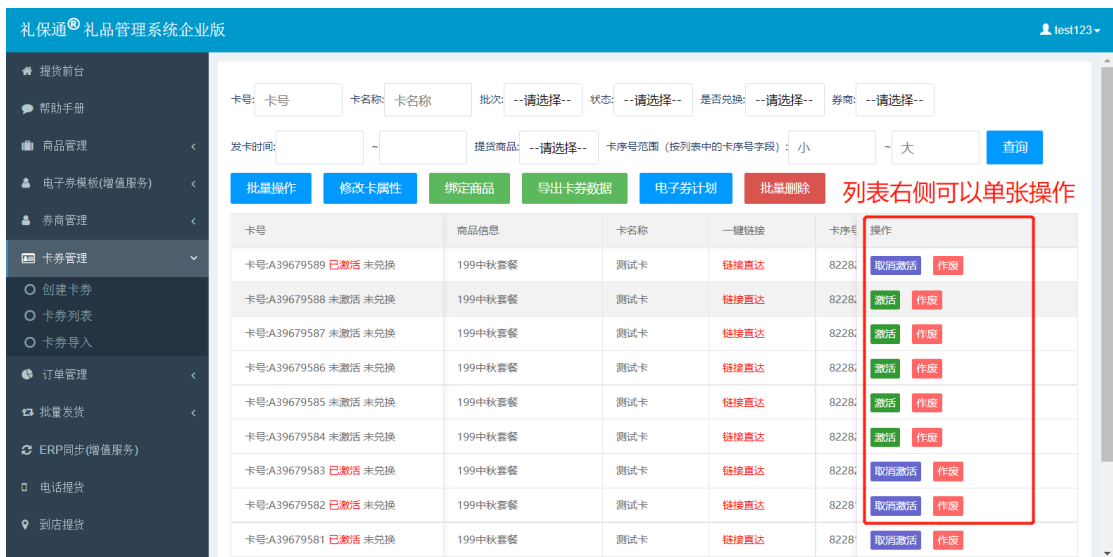 礼保通® 礼品管理系统企业版
test123
提货前台
帮助手册
商品管理
电子券模板(增值服务)
券商管理
卡券管理
创建卡券
卡券列表
卡券导入
订单管理
批量发货
ERP同步(增值服务)
电话提货
到店提货
卡号: 卡号 卡名称: 卡名称 批次: --请选择-- 状态: --请选择-- 是否兑换: --请选择-- 券商: --请选择--
发卡时间: ~ 提货商品: --请选择-- 卡序号范围（按列表中的卡序号字段）: 小 ~ 大 查询
批量操作 修改卡属性 绑定商品 导出卡券数据 电子券计划 批量删除 列表右侧可以单张操作
卡号 商品信息 卡名称 一键链接 卡序号 操作
卡号:A39679589 已激活 未兑换 199中秋套餐 测试卡 链接直达 82282 取消激活 作废
卡号:A39679588 未激活 未兑换 199中秋套餐 测试卡 链接直达 82282 激活 作废
卡号:A39679587 未激活 未兑换 199中秋套餐 测试卡 链接直达 82282 激活 作废
卡号:A39679586 未激活 未兑换 199中秋套餐 测试卡 链接直达 82282 激活 作废
卡号:A39679585 未激活 未兑换 199中秋套餐 测试卡 链接直达 82282 激活 作废
卡号:A39679584 未激活 未兑换 199中秋套餐 测试卡 链接直达 82282 激活 作废
卡号:A39679583 已激活 未兑换 199中秋套餐 测试卡 链接直达 82282 取消激活 作废
卡号:A39679582 已激活 未兑换 199中秋套餐 测试卡 链接直达 8228 取消激活 作废
卡号:A39679581 已激活 未兑换 199中秋套餐 测试卡 链接直达 8228 取消激活 作废